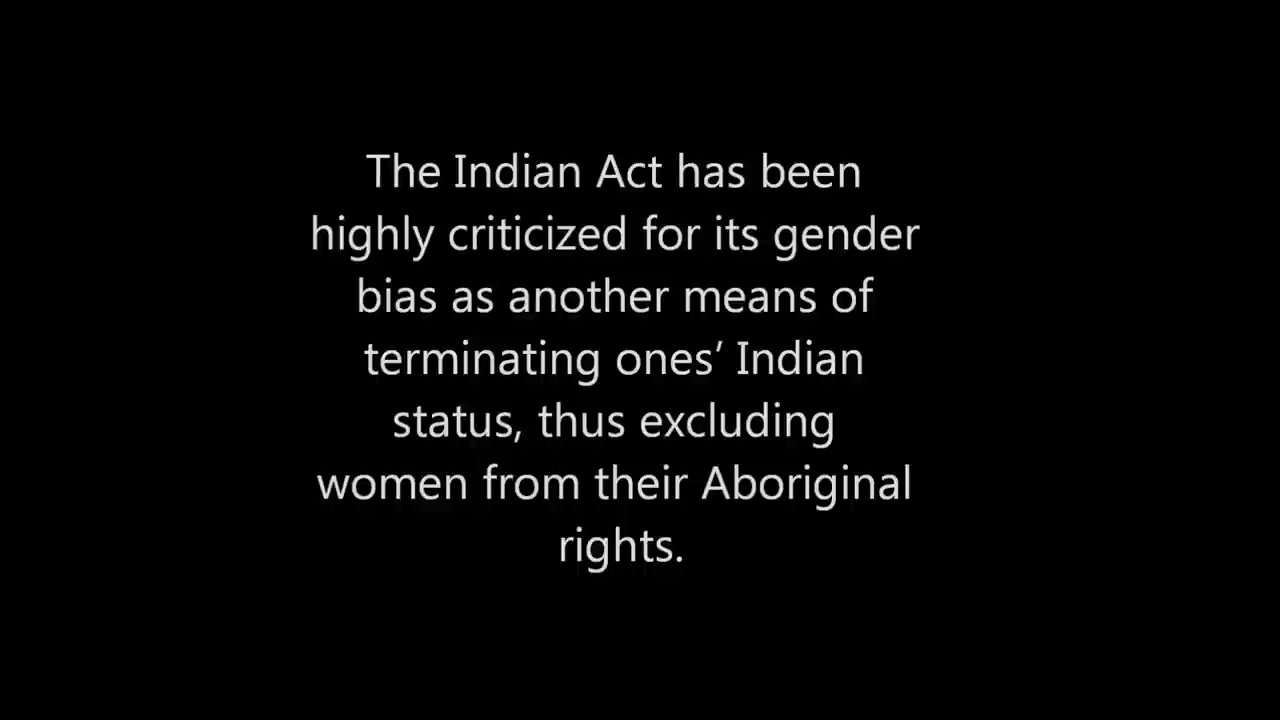 The Indian Act has been
highly criticized for its gender
bias as another means of
terminating ones’ Indian
status, thus excluding
women from their Aboriginal
rights.